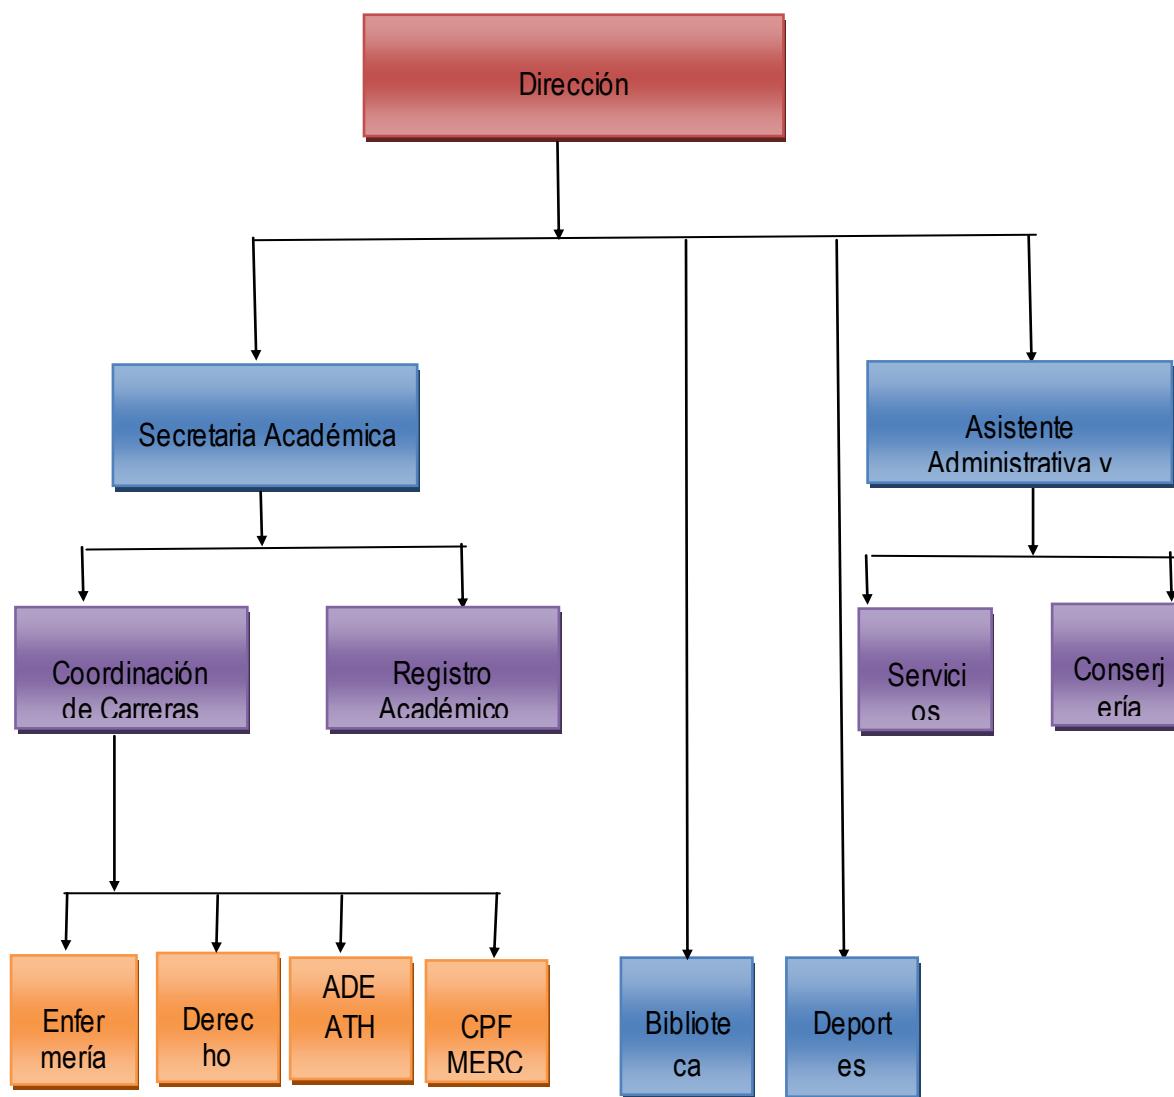 Dirección
Secretaria Académica
Asistente
Administrativa y
Coordinación
de Carreras
Registro
Académico
Servici
os
Conserj
ería
Enfer
mería
Derec
ho
ADE
ATH
CPF
MERC
Bibliote
ca
Deport
es